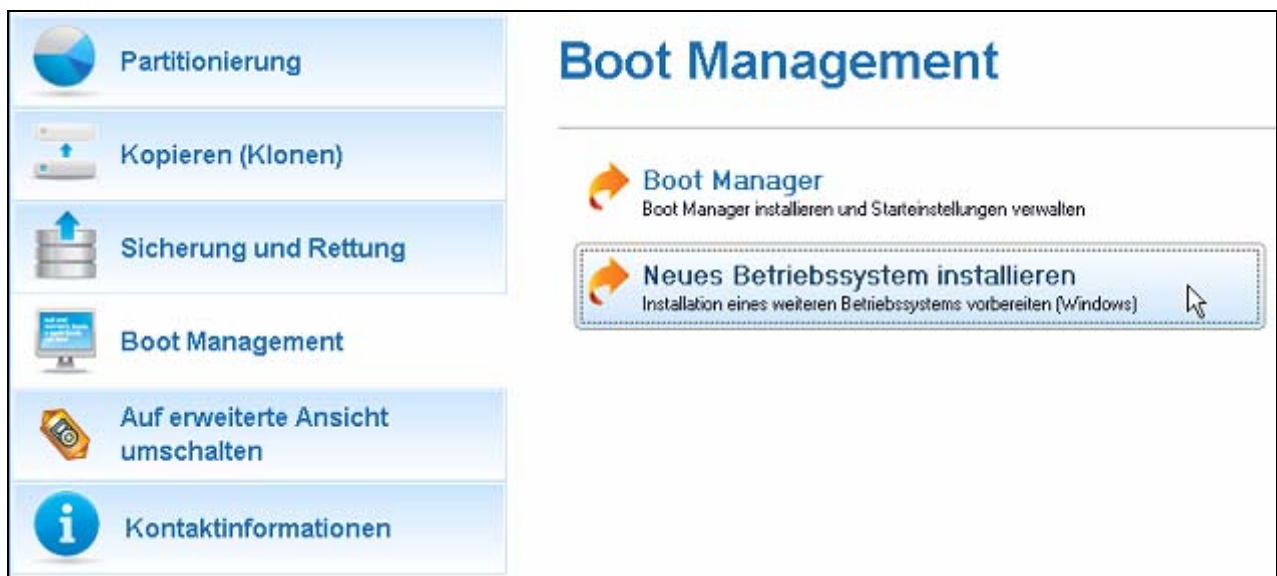 Partitionierung
Kopieren (Klonen)
Sicherung und Rettung
Boot Management
Auf erweiterte Ansicht
umschalten
Kontaktinformationen
Boot Management
Boot Manager
Boot Manager installieren und Starteinstellungen verwalten
Neues Betriebssystem installieren
Installation eines weiteren Betriebssystems vorbereiten (Windows)